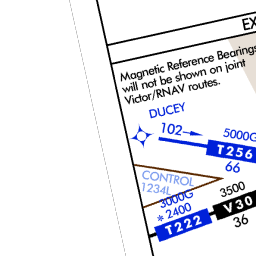 EX
Magnetic Reference Bearings
will not be shown on joint
Victor/RNAV routes.
DUCEY
102
5000G
T256
66
CONTROL
1234L
3000G
*2400
T222
3500
V30
36